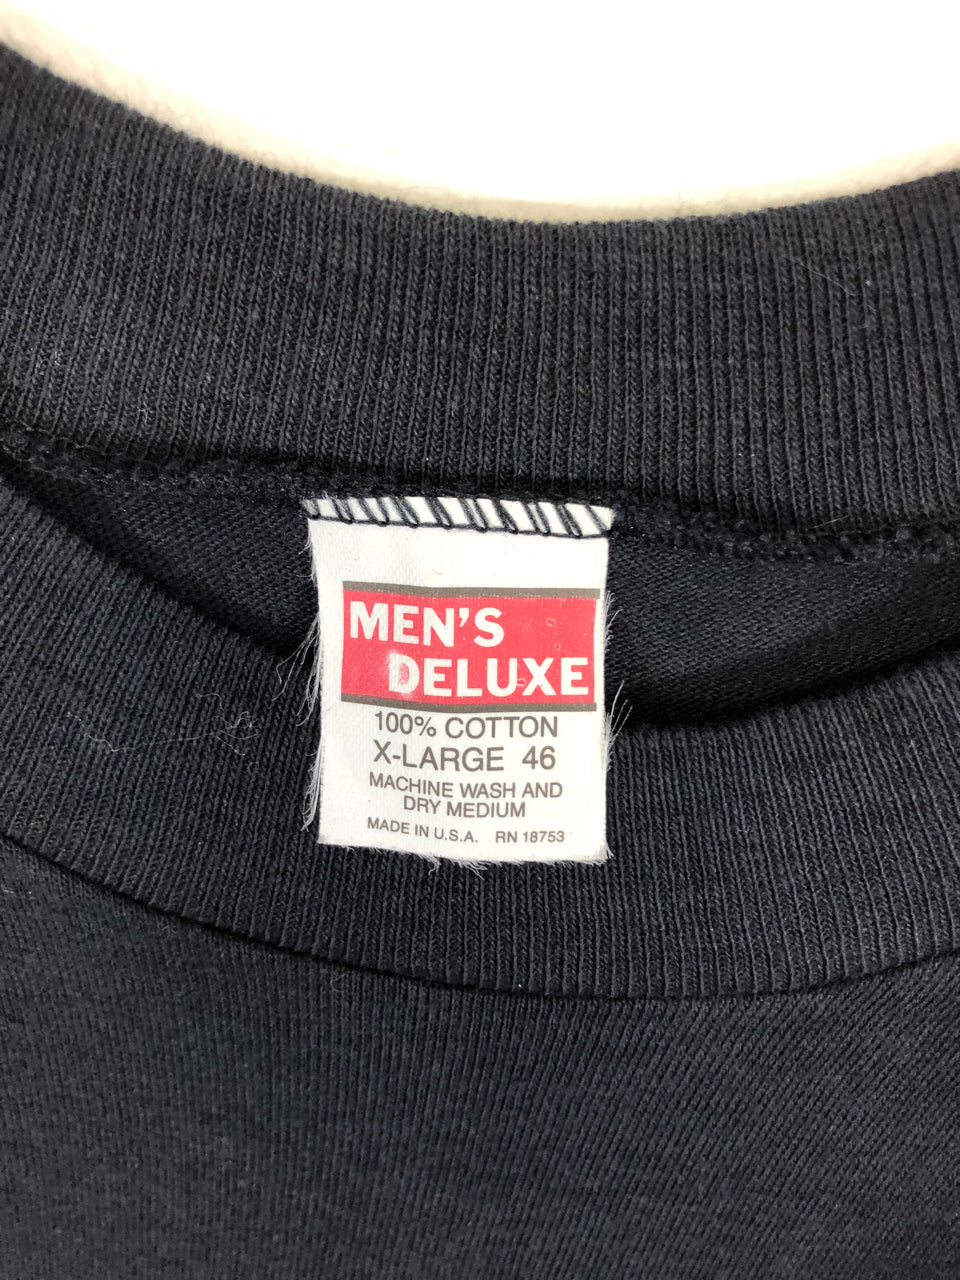 MEN'S
DELUXE
100% COTTON
X-LARGE 46
MACHINE WASH AND
DRY MEDIUM
MADE IN U.S.A. RN 18753